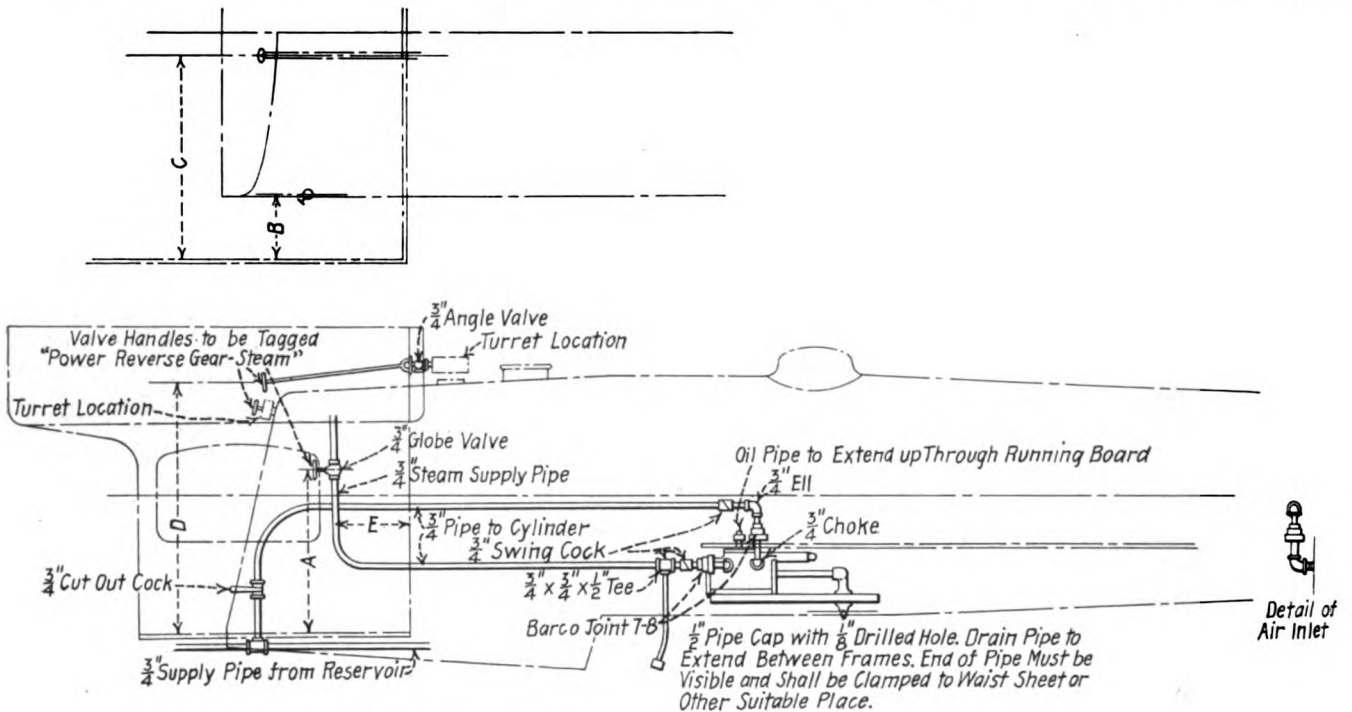 C
B
3/4" Angle Valve
Turret Location
Valve Handles to be Tagged
"Power Reverse Gear-Steam"
Turret Location
3/4" Globe Valve
3/4" Steam Supply Pipe
Oil Pipe to Extend up Through Running Board
3/4" Ell
D
E
A
3/4" Pipe to Cylinder
3/4" Swing Cock
3/4" Choke
3/4" Cut Out Cock
3/4" x 3/4" x 1/2" Tee
Barco Joint 7-8
3/4" Supply Pipe from Reservoir
1/2" Pipe Cap with 1/8" Drilled Hole. Drain Pipe to
Extend Between Frames. End of Pipe Must be
Visible and Shall be Clamped to Waist Sheet or
Other Suitable Place.
Detail of
Air Inlet